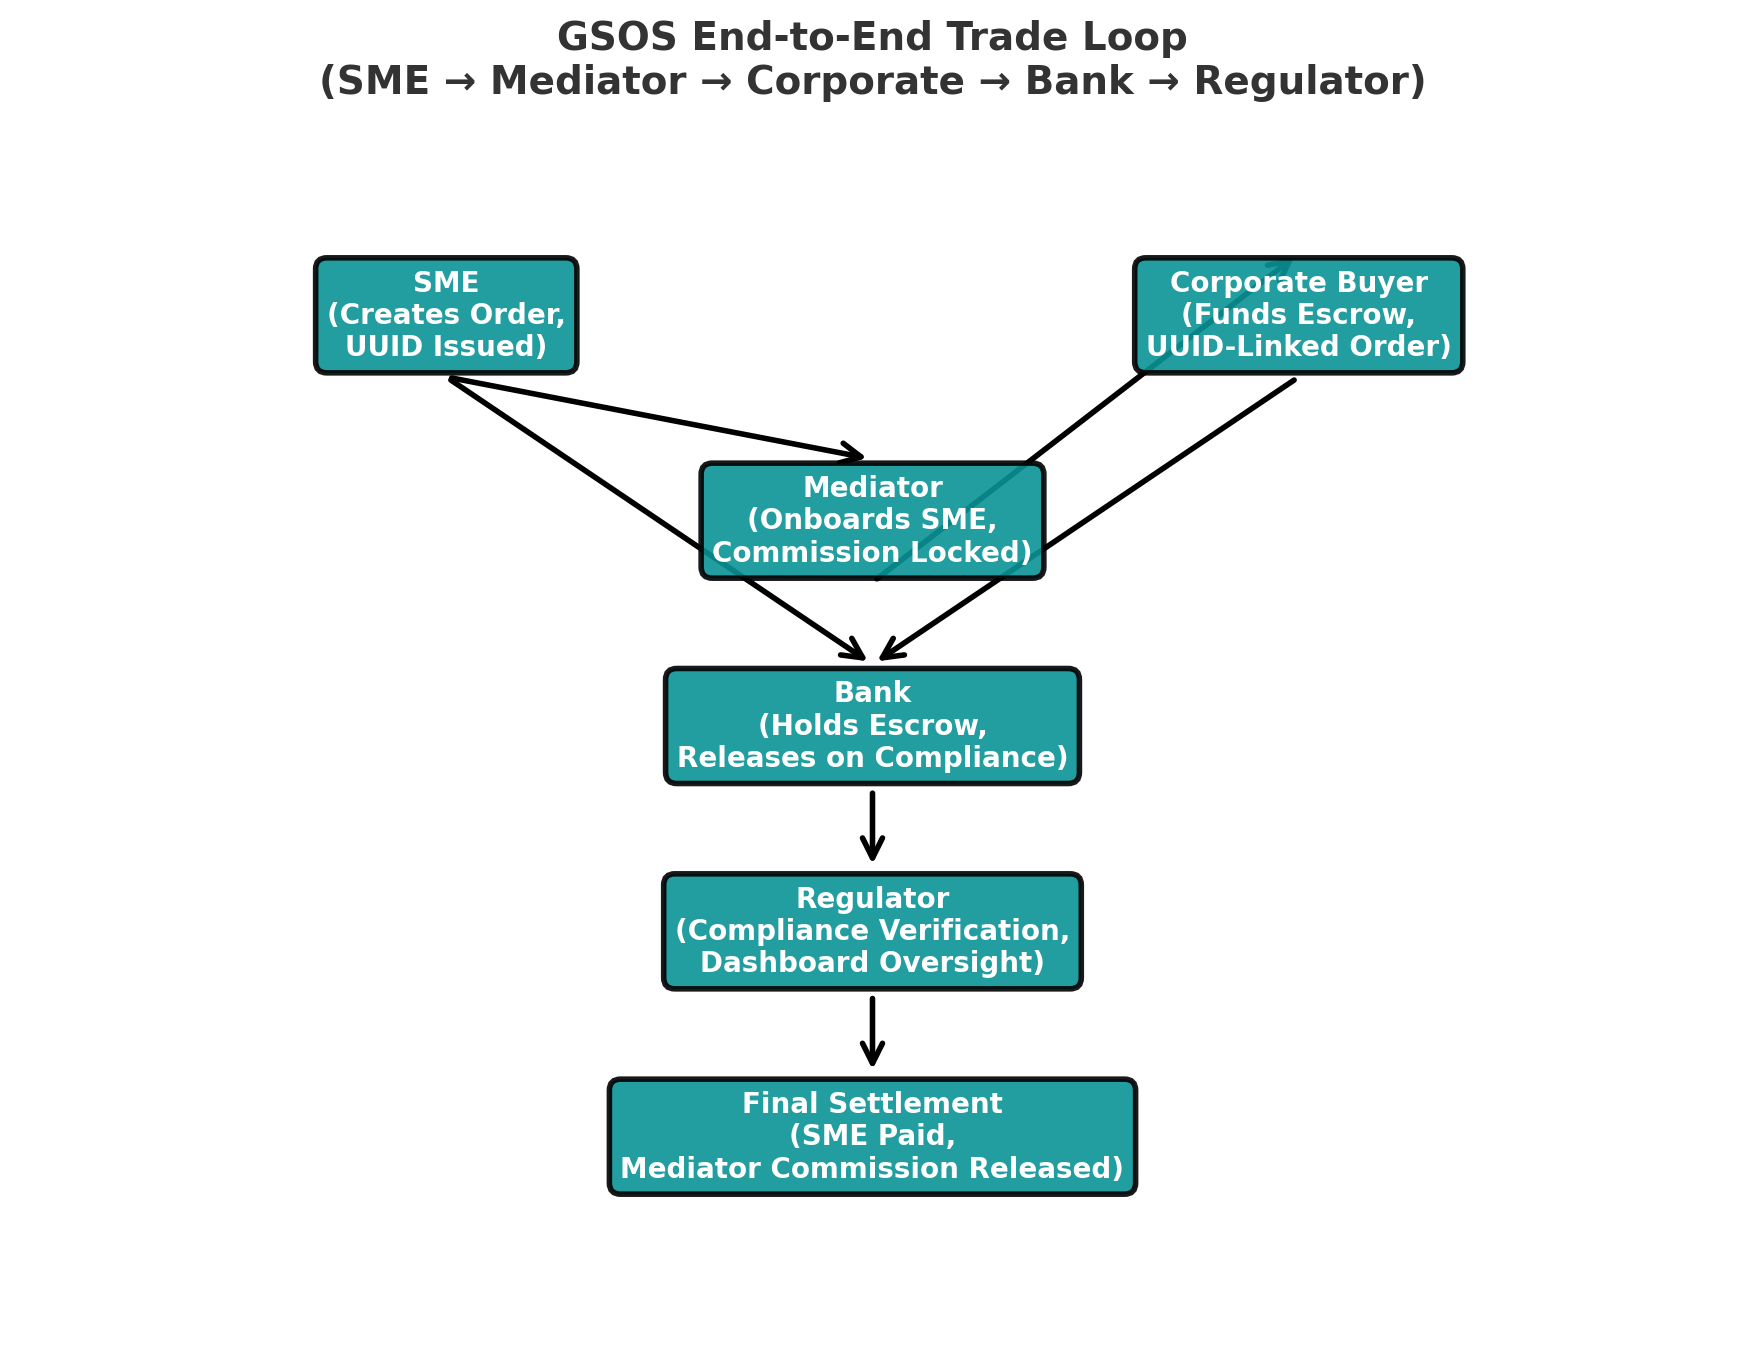 GSOS End-to-End Trade Loop
(SME → Mediator → Corporate → Bank → Regulator)
SME
(Creates Order,
UUID Issued)
Corporate Buyer
(Funds Escrow,
UUID-Linked Order)
Mediator
(Onboards SME,
Commission Locked)
Bank
(Holds Escrow,
Releases on Compliance)
Regulator
(Compliance Verification,
Dashboard Oversight)
Final Settlement
(SME Paid,
Mediator Commission Released)